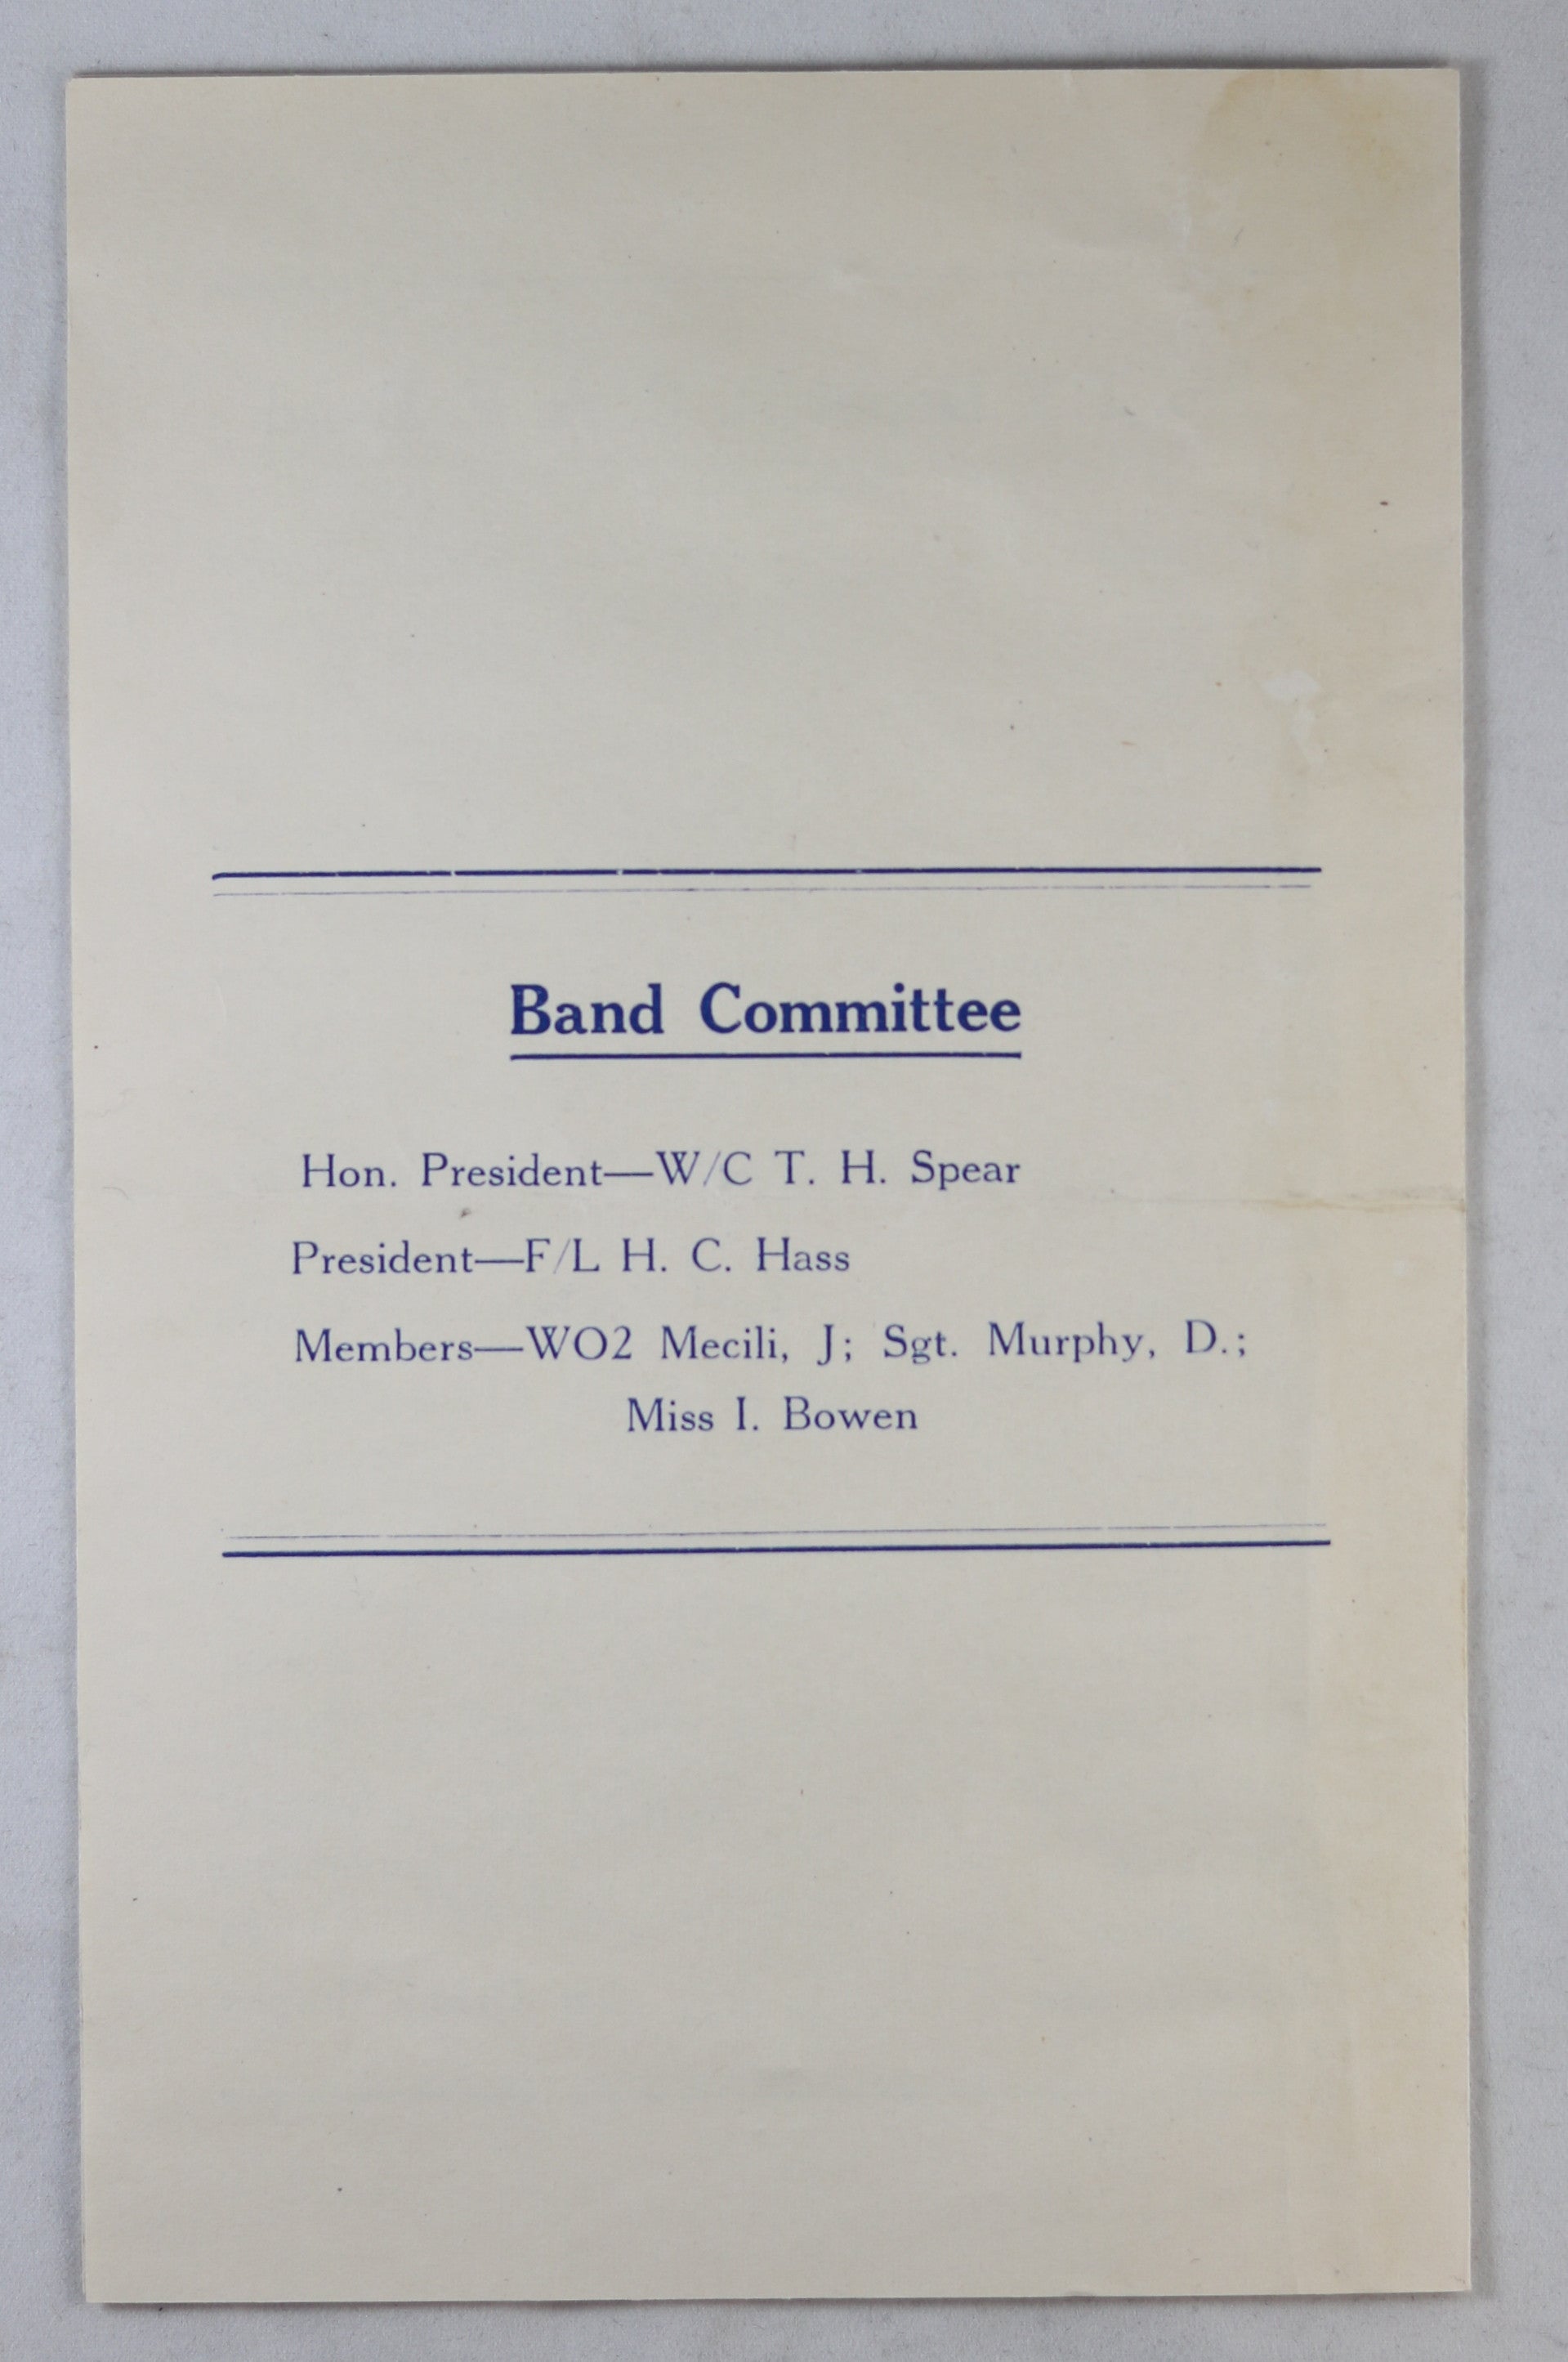 Band Committee
Hon. President—W/C T. H. Spear
President—F/L H. C. Hass
Members—WO2 Mecili, J; Sgt. Murphy, D.;
Miss I. Bowen